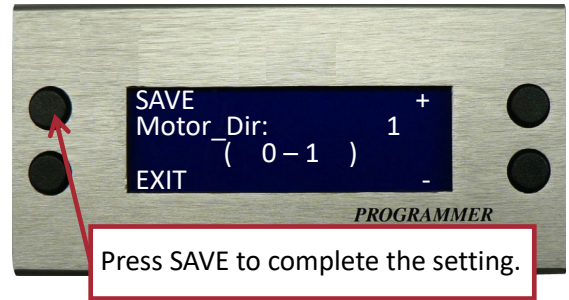 SAVE +
Motor_Dir: 1
( 0–1 )
EXIT -
PROGRAMMER
Press SAVE to complete the setting.